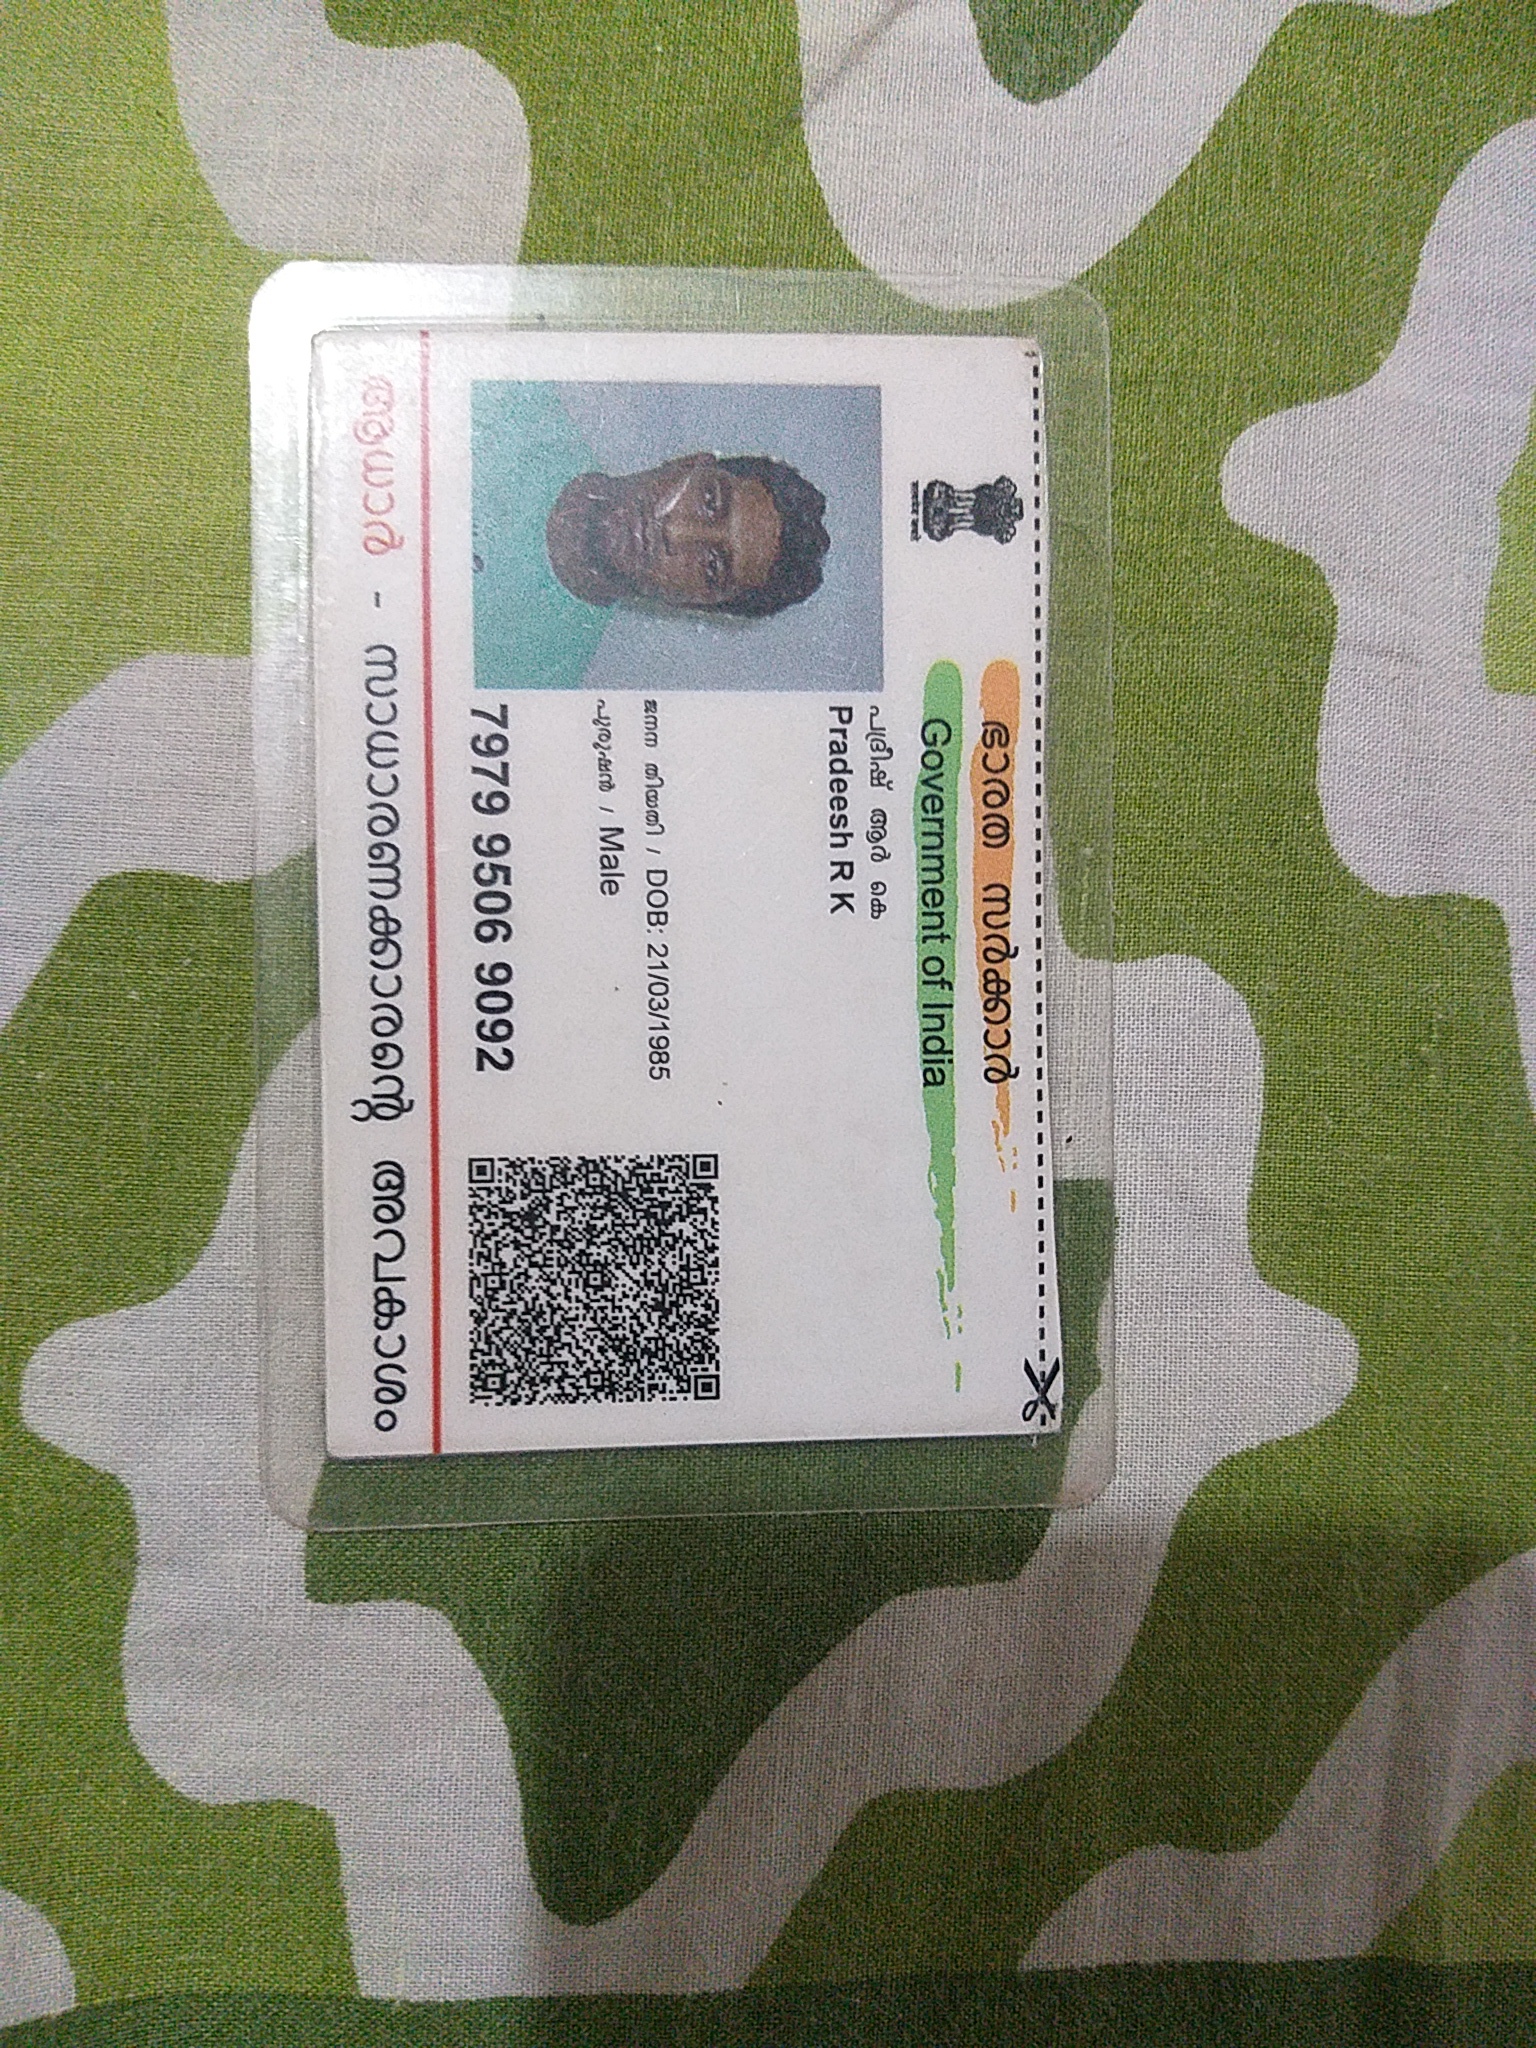 ഭാരത സർക്കാർ
Government of India
പ്രദീഷ് ആർ കെ
Pradeesh R K
ജനന തീയതി / DOB: 21/03/1985
പുരുഷൻ / Male
7979 9506 9092
ആധാർ - സാധാരണക്കാരന്റെ അവകാശം